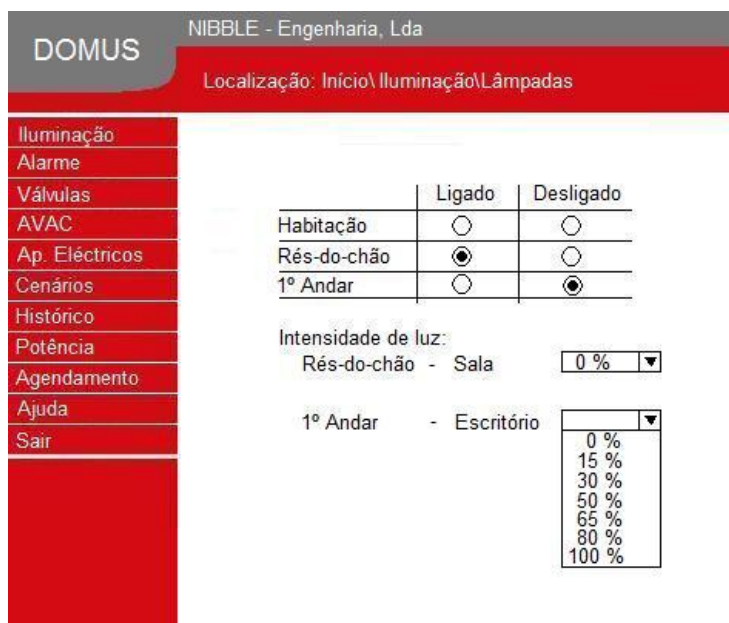 DOMUS
NIBBLE - Engenharia, Lda
Localização: Início\Iluminação\Lâmpadas
Iluminação
Alarme
Válvulas
AVAC
Ap. Eléctricos
Cenários
Histórico
Potência
Agendamento
Ajuda
Sair
Ligado Desligado
Habitação
Rés-do-chão
1º Andar
Intensidade de luz:
Rés-do-chão - Sala 0 %
1º Andar - Escritório
0 %
15 %
30 %
50 %
65 %
80 %
100 %